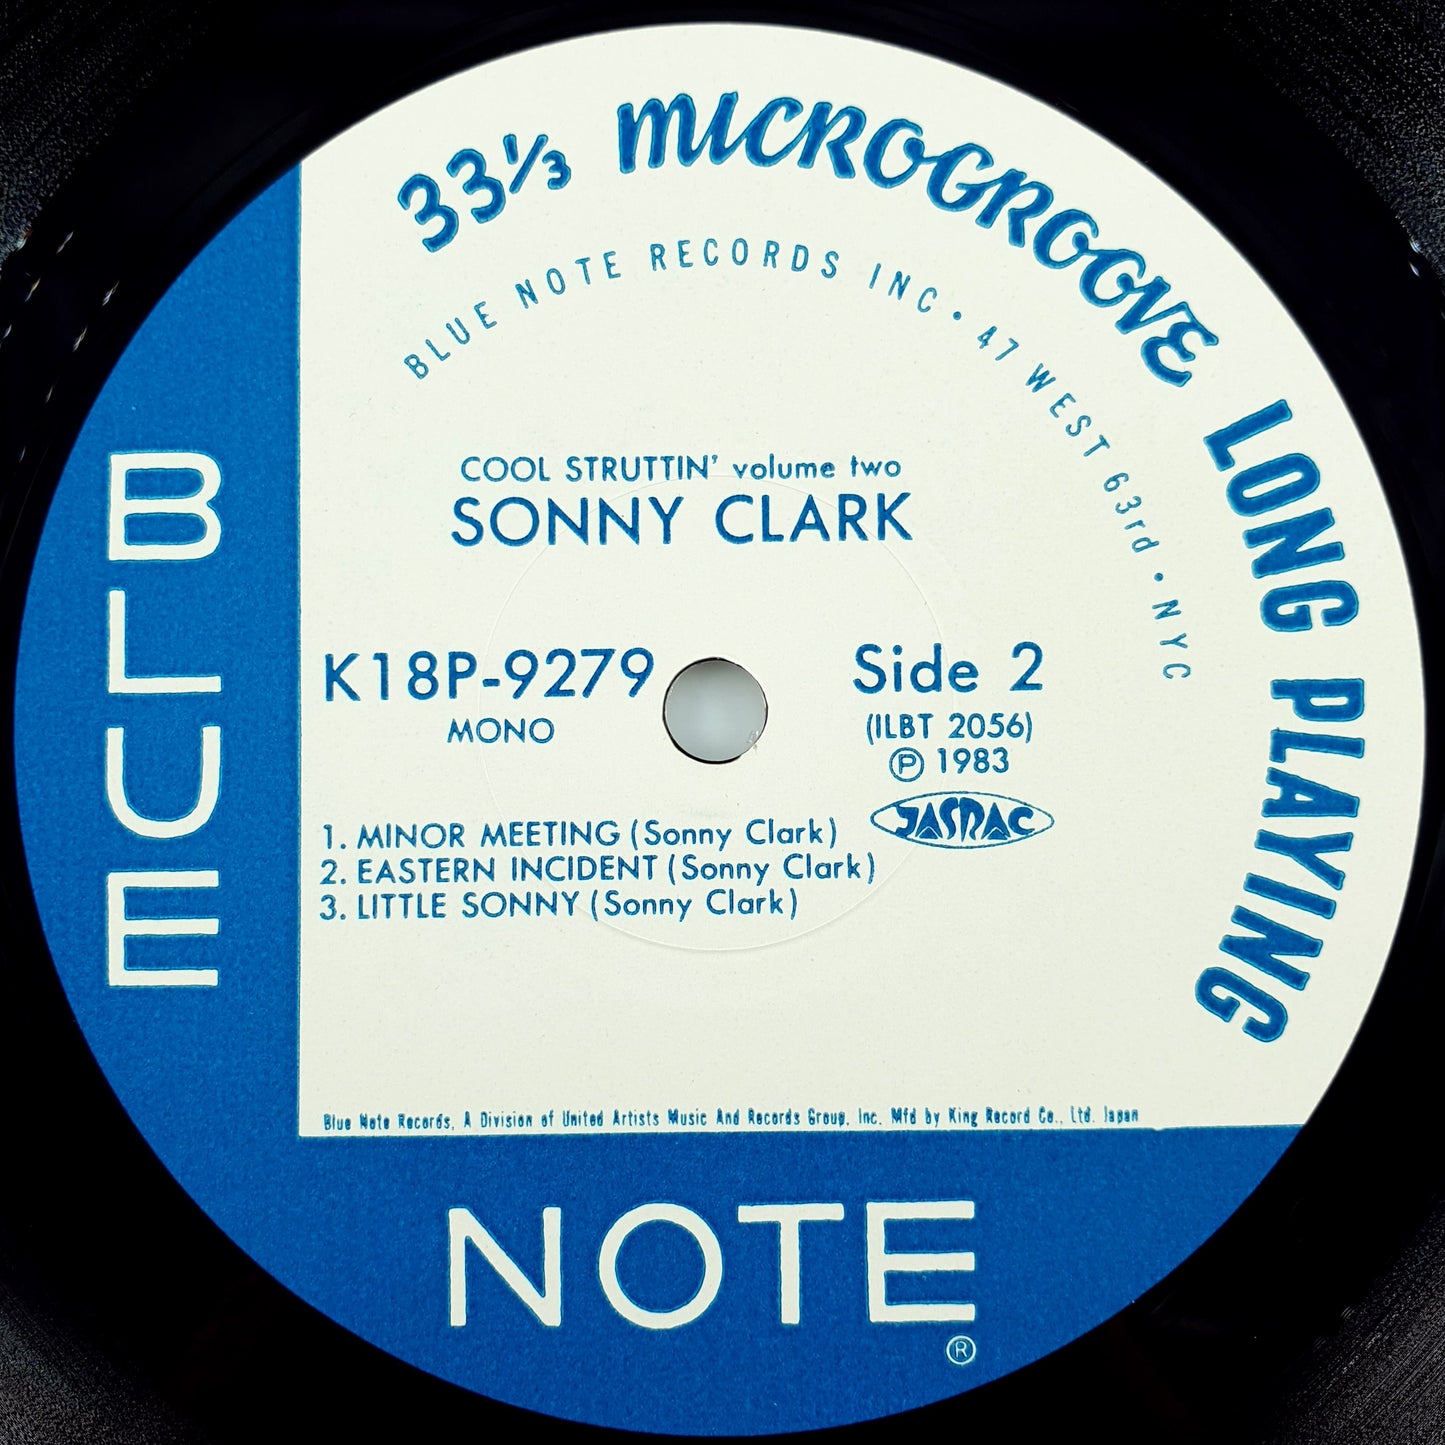 33⅓ MICROGROOVE LONG PLAYING
BLUE NOTE RECORDS INC • 47 WEST 63rd • NYC
COOL STRUTTIN' volume two
SONNY CLARK
K18P-9279
MONO
Side 2
(ILBT 2056)
Ⓟ 1983
JASRAC
1. MINOR MEETING (Sonny Clark)
2. EASTERN INCIDENT (Sonny Clark)
3. LITTLE SONNY (Sonny Clark)
Blue Note Records, A Division of United Artists Music And Records Group, Inc. Mfd by King Record Co., Ltd. Japan
BLUE
NOTE
®